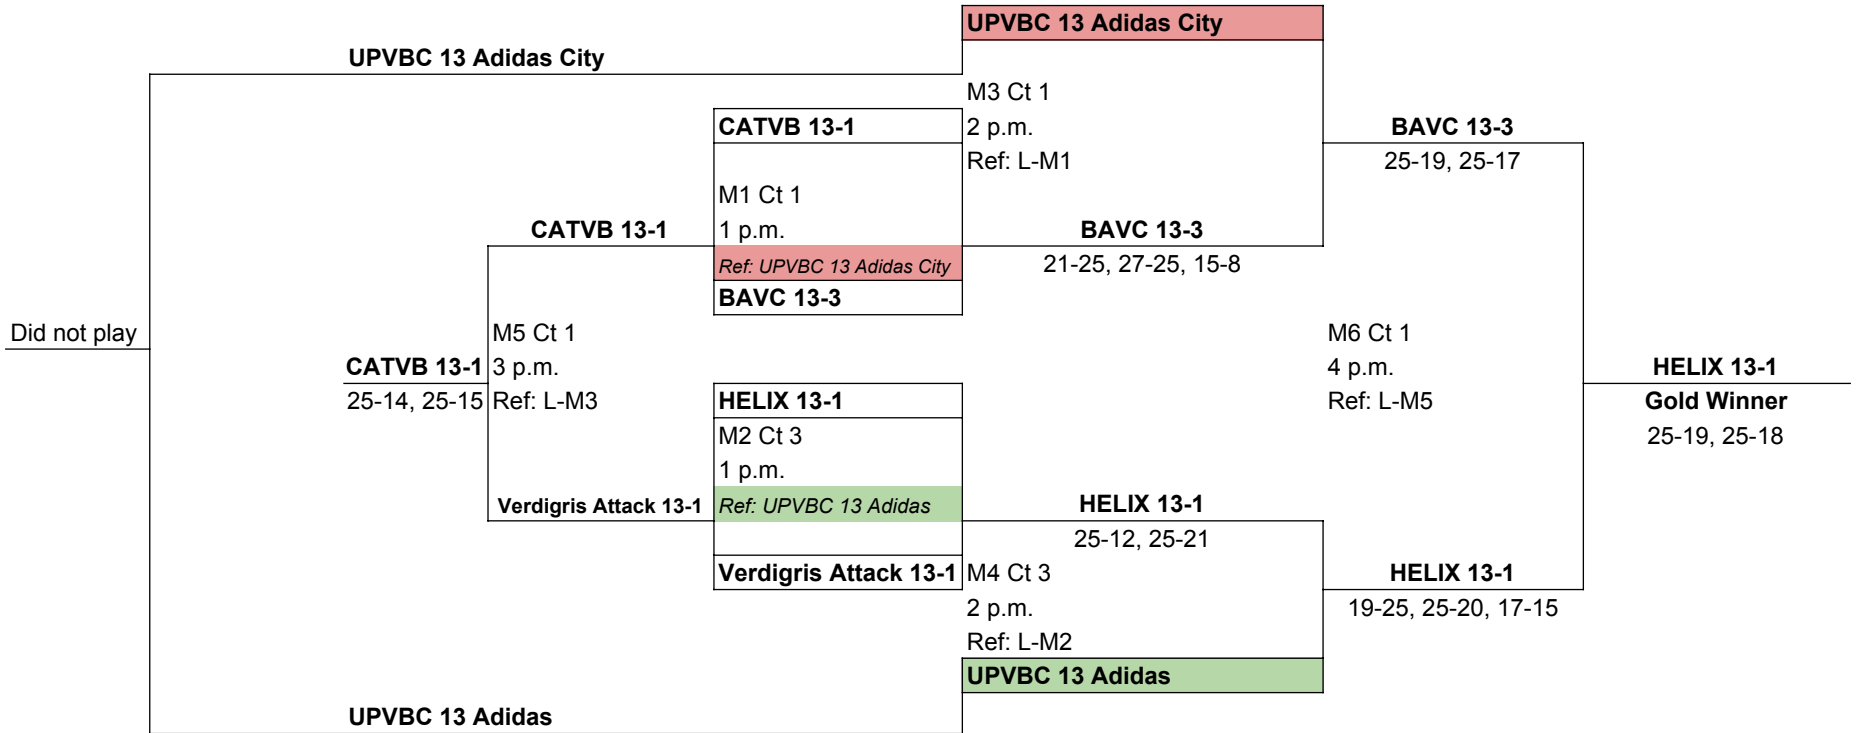 UPVBC 13 Adidas City
UPVBC 13 Adidas City
M3 Ct 1
2 p.m.
Ref: L-M1
CATVB 13-1
BAVC 13-3
25-19, 25-17
M1 Ct 1
1 p.m.
Ref: UPVBC 13 Adidas City
BAVC 13-3
CATVB 13-1
BAVC 13-3
21-25, 27-25, 15-8
Did not play
M5 Ct 1
3 p.m.
Ref: L-M3
CATVB 13-1
25-14, 25-15
M6 Ct 1
4 p.m.
Ref: L-M5
HELIX 13-1
Gold Winner
25-19, 25-18
HELIX 13-1
M2 Ct 3
1 p.m.
Ref: UPVBC 13 Adidas
Verdigris Attack 13-1
Verdigris Attack 13-1
HELIX 13-1
25-12, 25-21
M4 Ct 3
2 p.m.
Ref: L-M2
HELIX 13-1
19-25, 25-20, 17-15
UPVBC 13 Adidas
UPVBC 13 Adidas